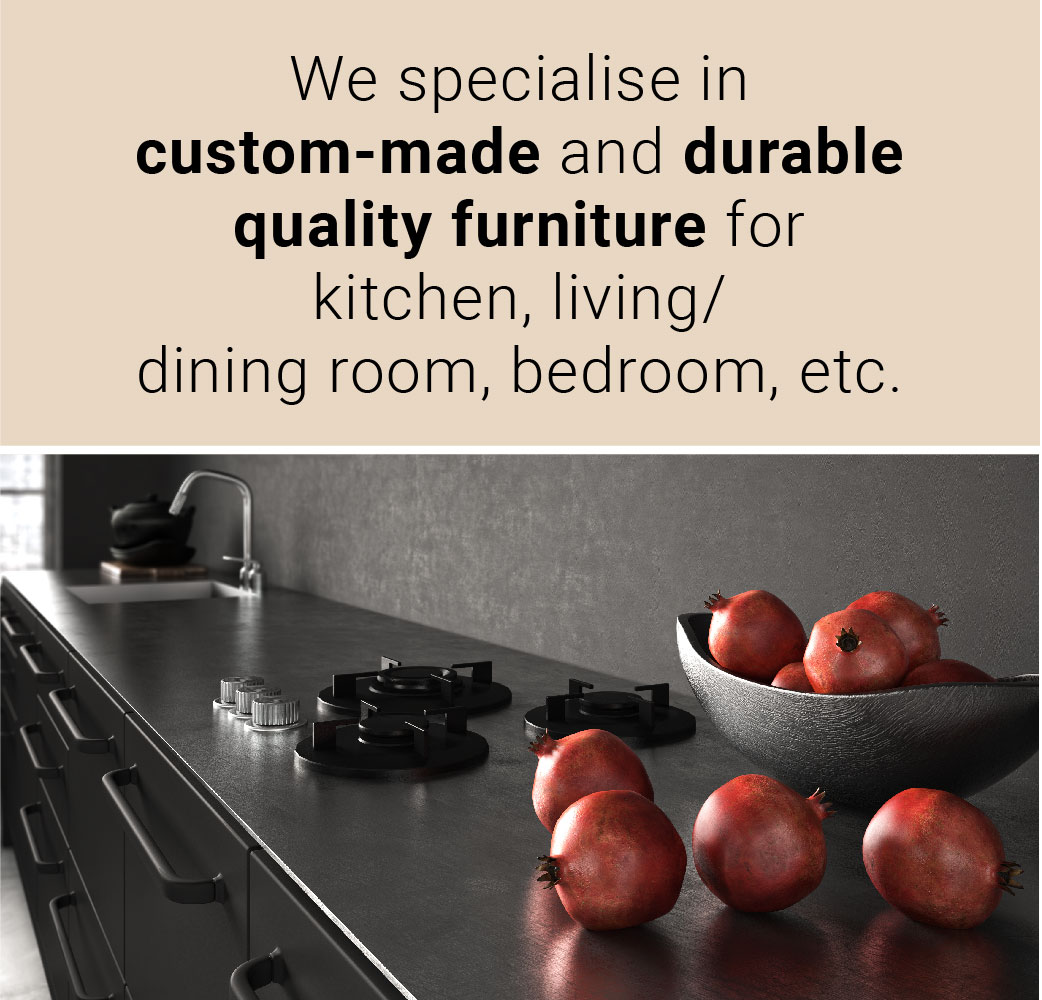 We specialise in
custom-made and durable
quality furniture for
kitchen, living/
dining room, bedroom, etc.